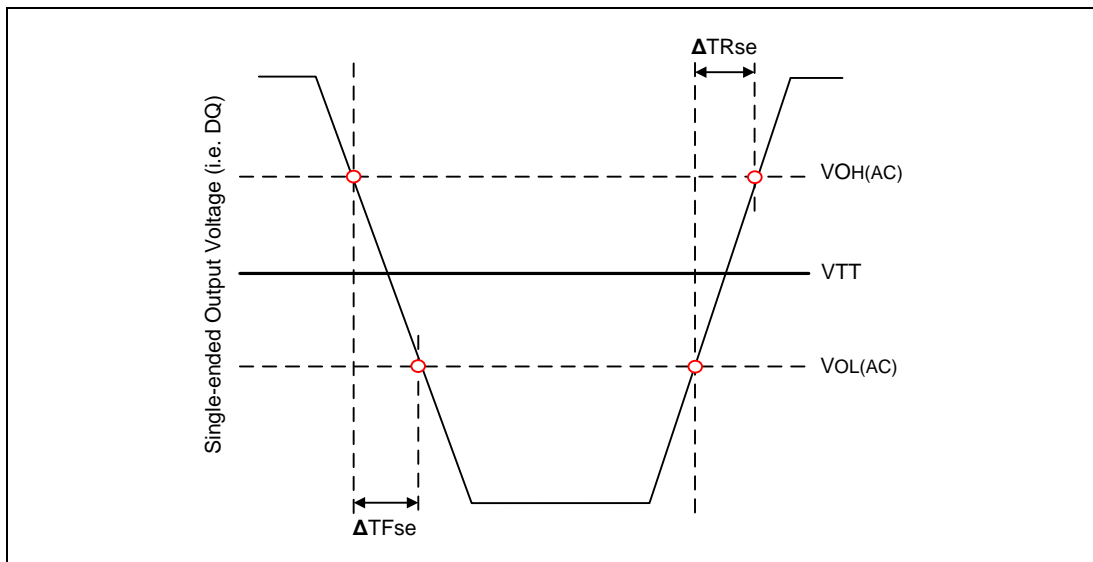 ΔTRse
Single-ended Output Voltage (i.e. DQ)
VOH(AC)
VTT
VOL(AC)
ΔTFse